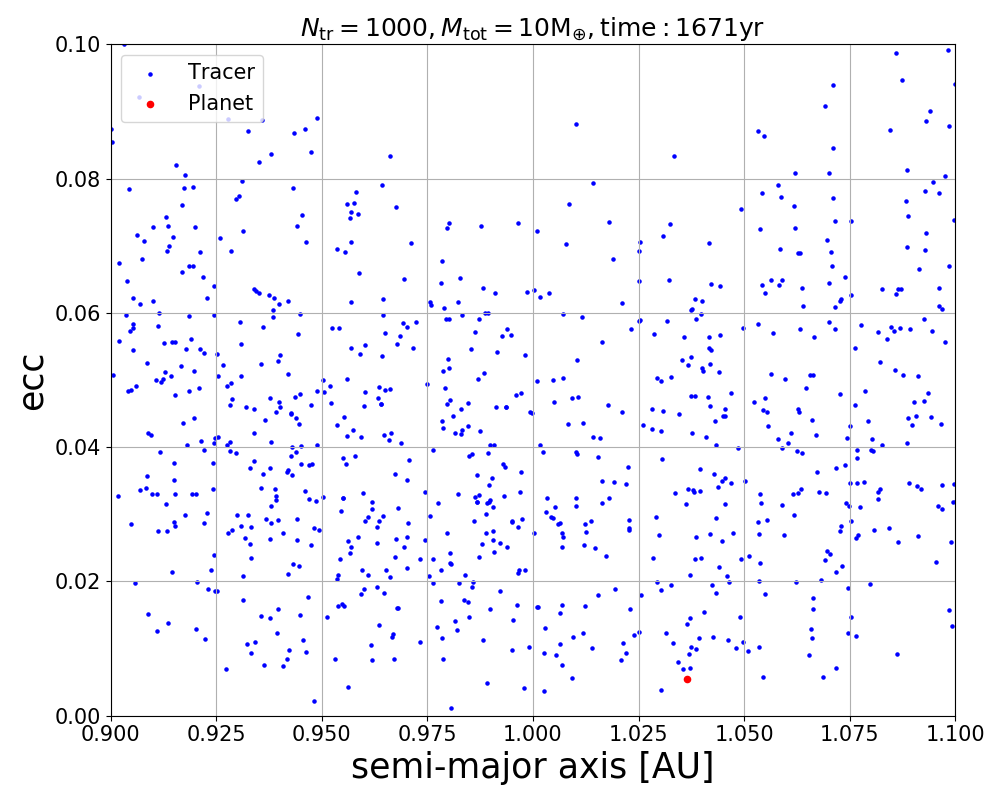 N_tr = 1000, M_tot = 10M_⊕, time : 1671yr
Tracer
Planet
ecc
0.10
0.08
0.06
0.04
0.02
0.00
0.900 0.925 0.950 0.975 1.000 1.025 1.050 1.075 1.100
semi-major axis [AU]